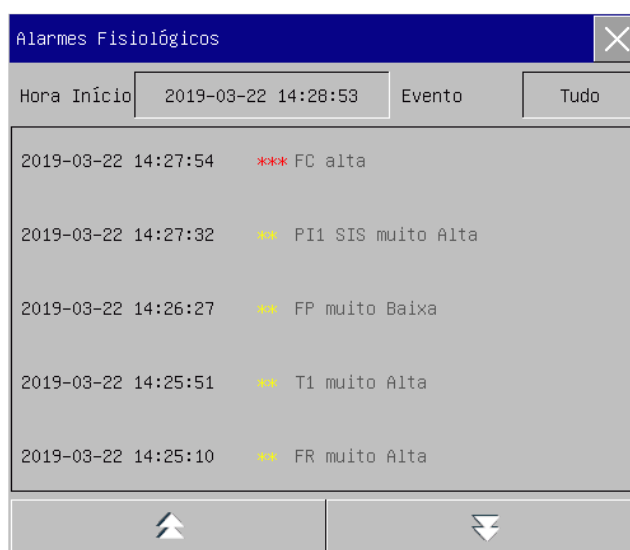 Alarmes Fisiológicos
Hora Início 2019-03-22 14:28:53 Evento Tudo
2019-03-22 14:27:54 *** FC alta
2019-03-22 14:27:32 ** PI1 SIS muito Alta
2019-03-22 14:26:27 ** FP muito Baixa
2019-03-22 14:25:51 ** T1 muito Alta
2019-03-22 14:25:10 ** FR muito Alta